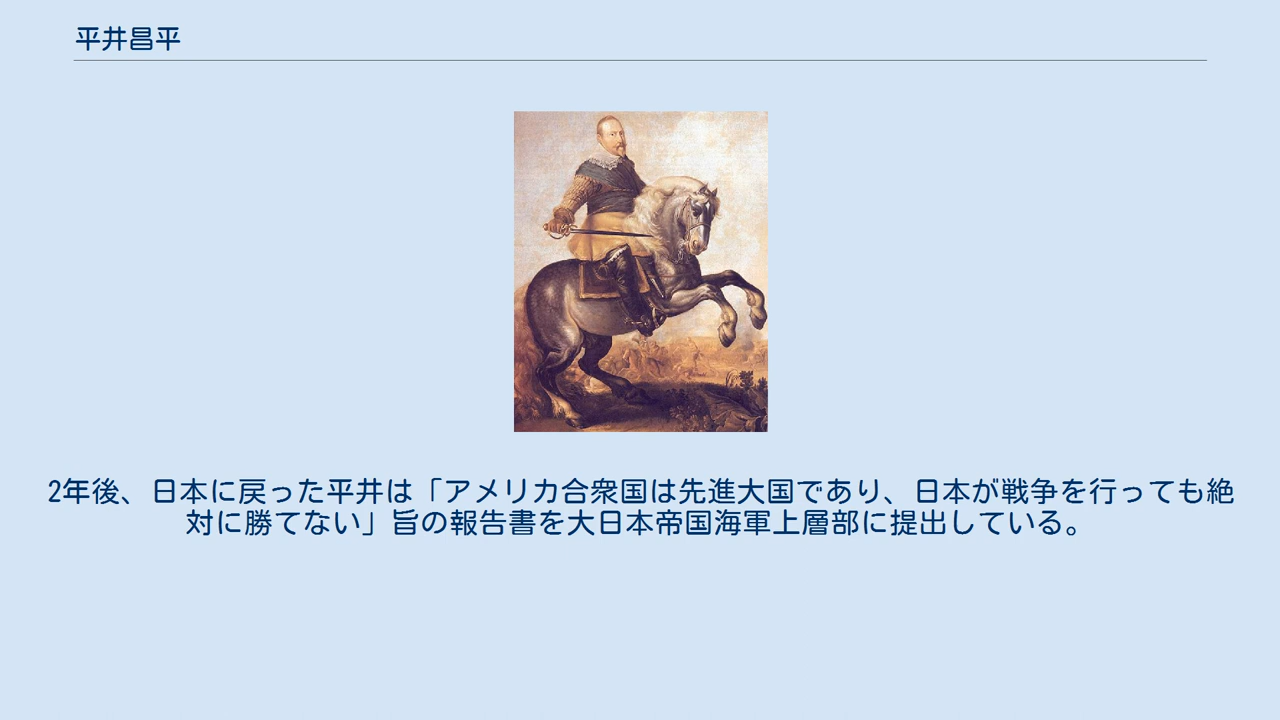 平井昌平
2年後、日本に戻った平井は「アメリカ合衆国は先進大国であり、日本が戦争を行っても絶
対に勝てない」旨の報告書を大日本帝国海軍上層部に提出している。